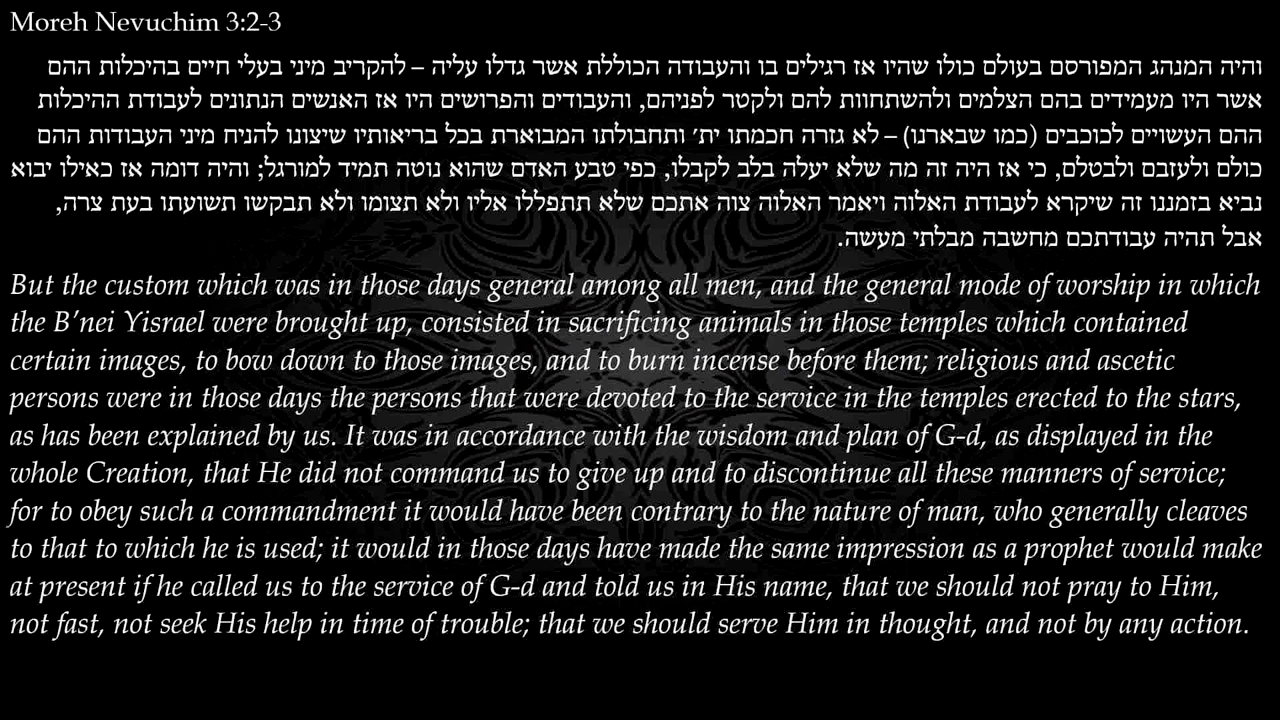 Moreh Nevuchim 3:2-3
והיה המנהג המפורסם בעולם כולו שהיו אז רגילים בו והעבודה הכוללת אשר גדלו עליה – להקריב מיני בעלי חיים בהיכלות ההם
אשר היו מעמידים בהם הצלמים ולהשתחוות להם ולקטר לפניהם, והעבודים והפרושים היו אז האנשים הנתונים לעבודת ההיכלות
ההם העשויים לכוכבים (כמו שבארנו) – לא גזרה חכמתו ית׳ ותחבולתו המבוארת בכל בריאותיו שיצונו להניח מיני העבודות ההם
כולם ולעזבם ולבטלם, כי אז היה זה מה שלא יעלה בלב לקבלו, כפי טבע האדם שהוא נוטה תמיד למורגל; והיה דומה אז כאילו יבוא
נביא בזמננו זה שיקרא לעבודת האלוה ויאמר האלוה צוה אתכם שלא תתפללו אליו ולא תצומו ולא תבקשו תשועתו בעת צרה,
אבל תהיה עבודתכם מחשבה מבלתי מעשה.
But the custom which was in those days general among all men, and the general mode of worship in which
the B’nei Yisrael were brought up, consisted in sacrificing animals in those temples which contained
certain images, to bow down to those images, and to burn incense before them; religious and ascetic
persons were in those days the persons that were devoted to the service in the temples erected to the stars,
as has been explained by us. It was in accordance with the wisdom and plan of G-d, as displayed in the
whole Creation, that He did not command us to give up and to discontinue all these manners of service;
for to obey such a commandment it would have been contrary to the nature of man, who generally cleaves
to that to which he is used; it would in those days have made the same impression as a prophet would make
at present if he called us to the service of G-d and told us in His name, that we should not pray to Him,
not fast, not seek His help in time of trouble; that we should serve Him in thought, and not by any action.